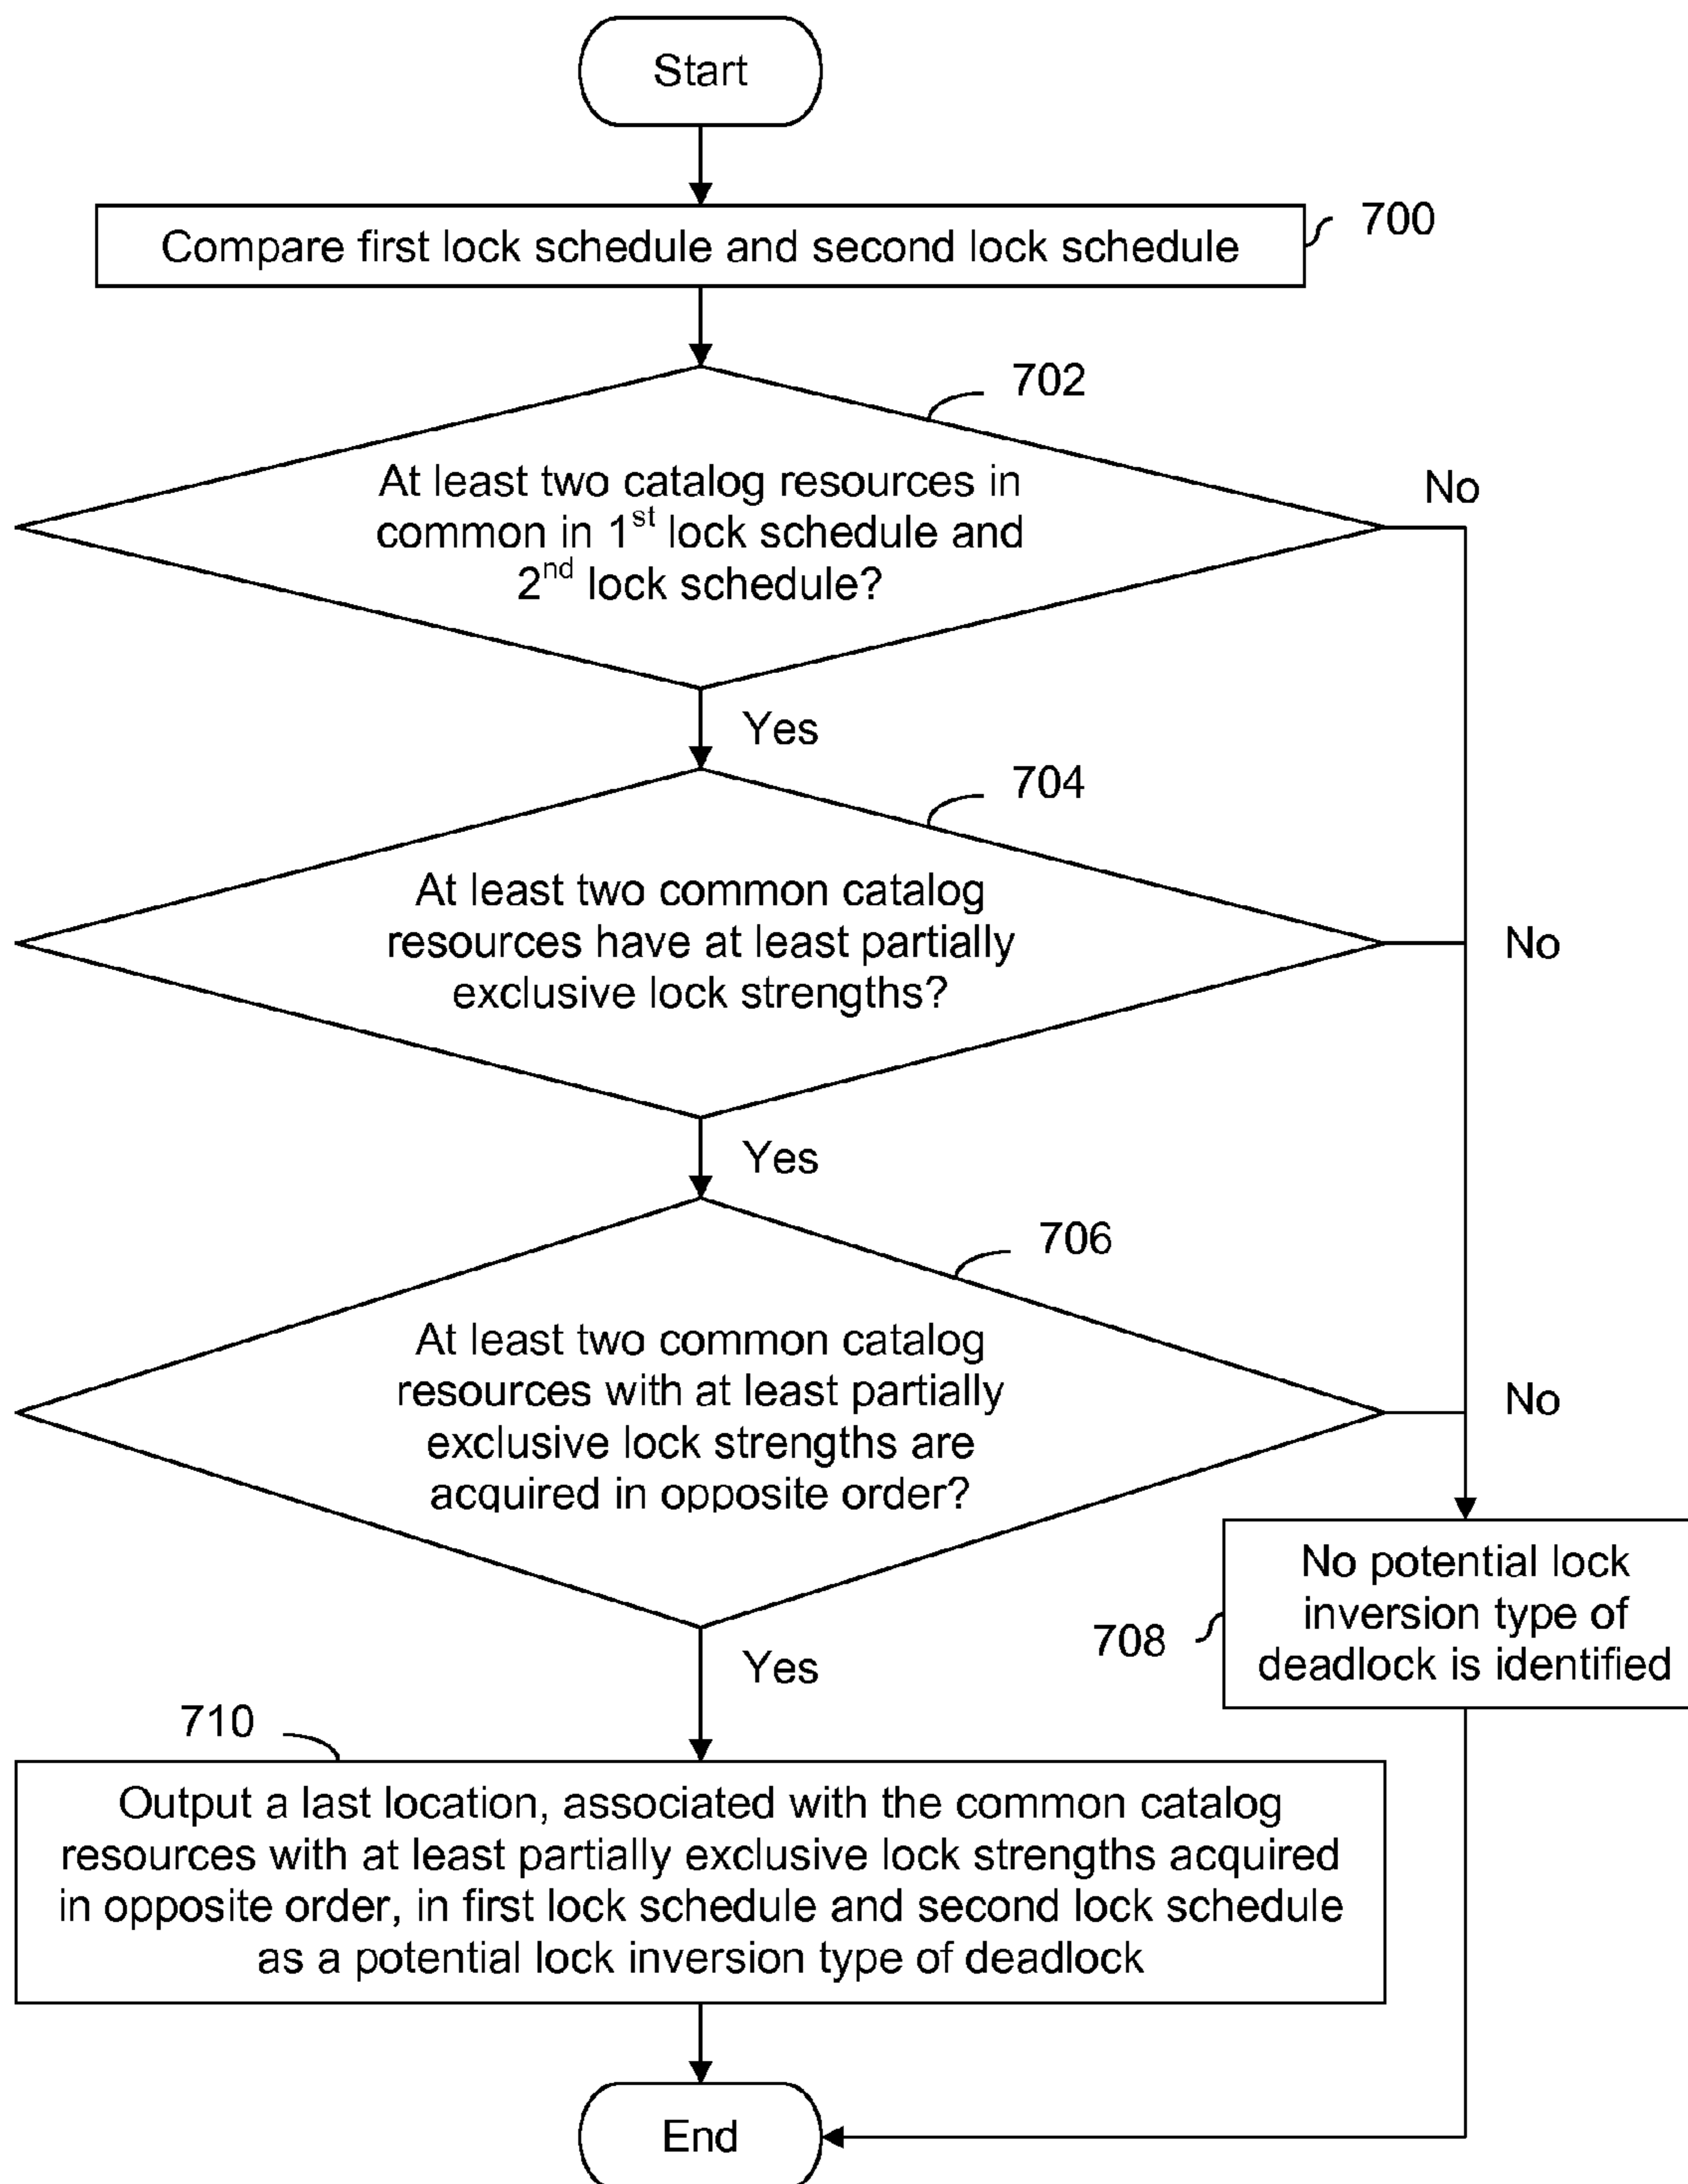 Start
Compare first lock schedule and second lock schedule
700
702
At least two catalog resources in
common in 1st lock schedule and
2nd lock schedule?
No
Yes
704
At least two common catalog
resources have at least partially
exclusive lock strengths?
No
Yes
706
At least two common catalog
resources with at least partially
exclusive lock strengths are
acquired in opposite order?
No
No potential lock
inversion type of
deadlock is identified
708
Yes
710
Output a last location, associated with the common catalog
resources with at least partially exclusive lock strengths acquired
in opposite order, in first lock schedule and second lock schedule
as a potential lock inversion type of deadlock
End